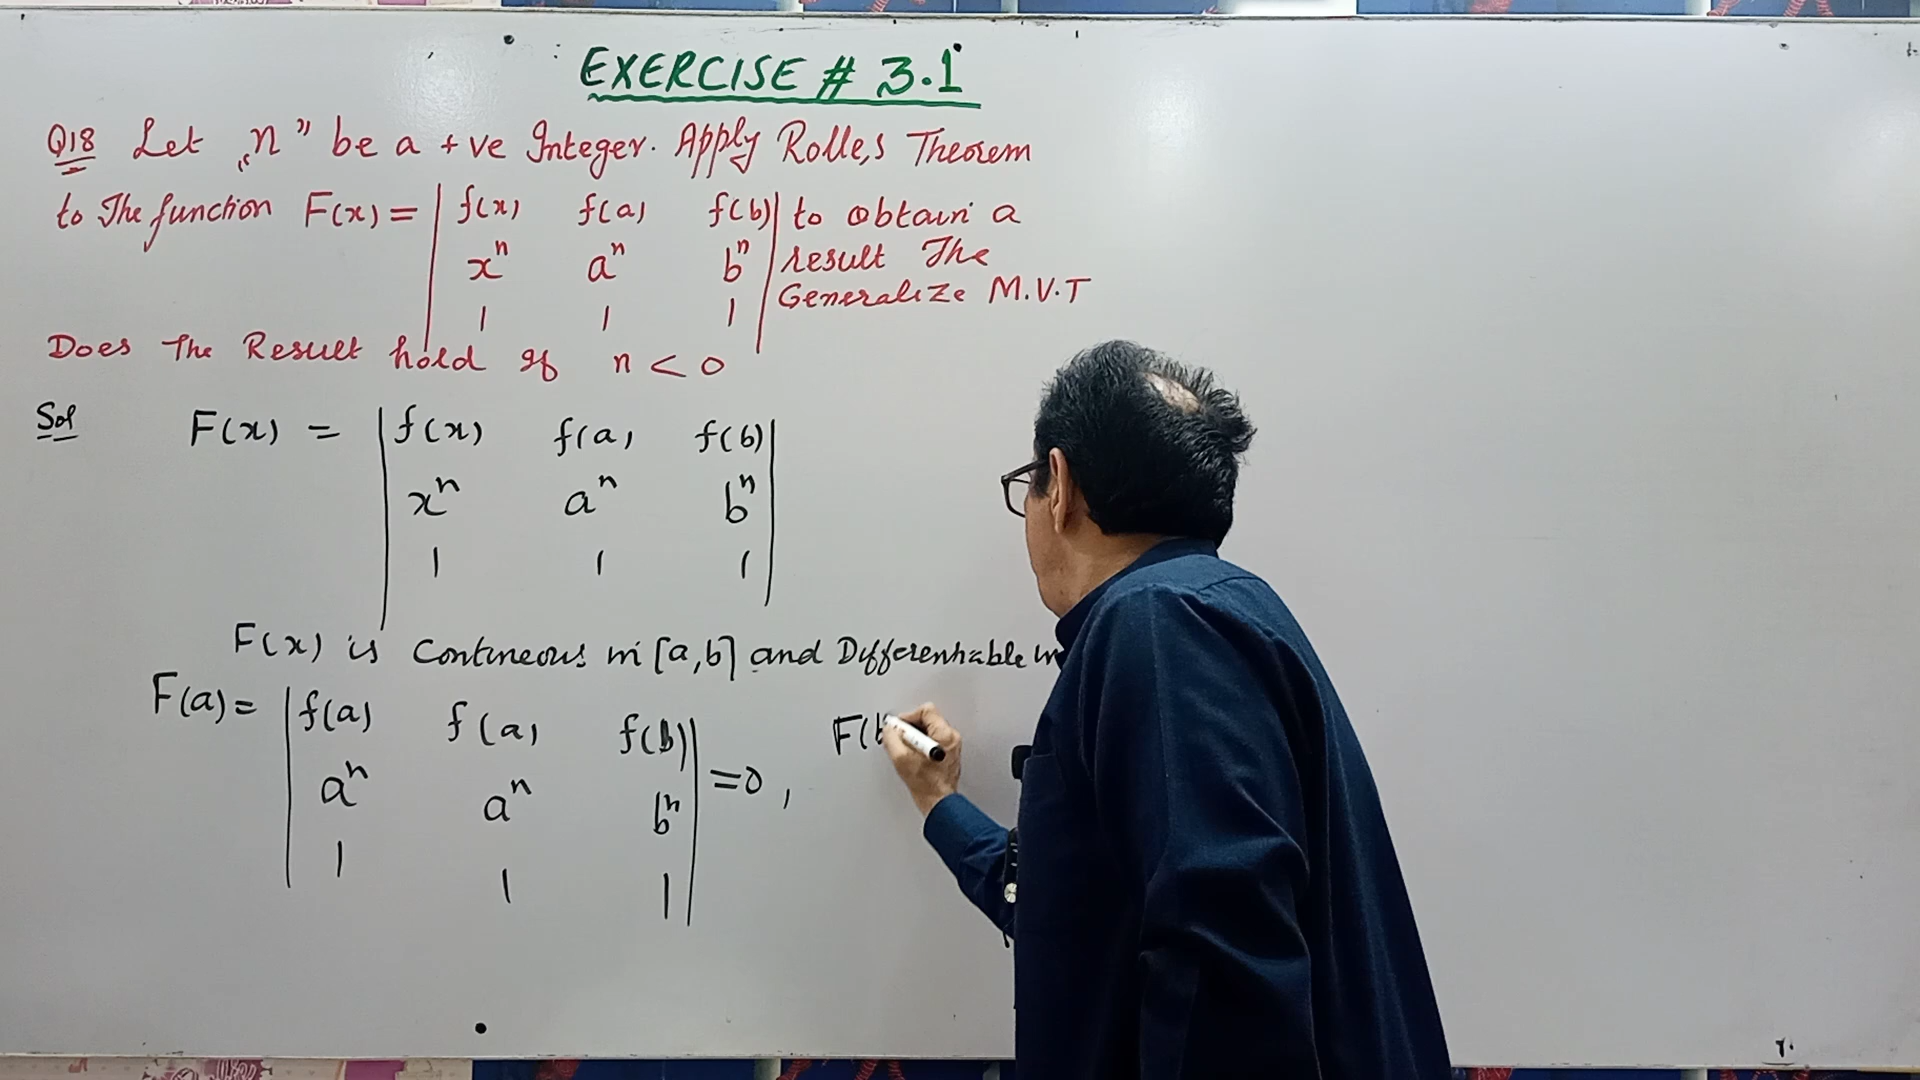 EXERCISE # 3.1
Q18 Let "n" be a +ve Integer. Apply Rolle,s Theorem
to The function F(x) = | f(x) f(a) f(b) | to obtain a
x^n a^n b^n result The
1 1 1 Generalize M.V.T
Does The Result hold if n < 0
Sol F(x) = | f(x) f(a) f(b) |
x^n a^n b^n
1 1 1
F(x) is Contineous in [a,b] and Differentiable in
F(a) = | f(a) f(a) f(b) | = 0 , F(b
a^n a^n b^n
1 1 1